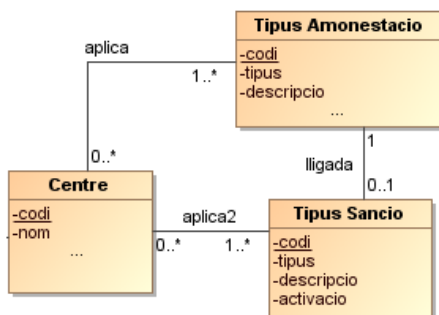 Tipus Amonestacio
-codi
-tipus
-descripcio
...
aplica
1..*
0..*
1
lligada
0..1
Centre
-codi
-nom
...
aplica2
0..*
1..*
Tipus Sancio
-codi
-tipus
-descripcio
-activacio